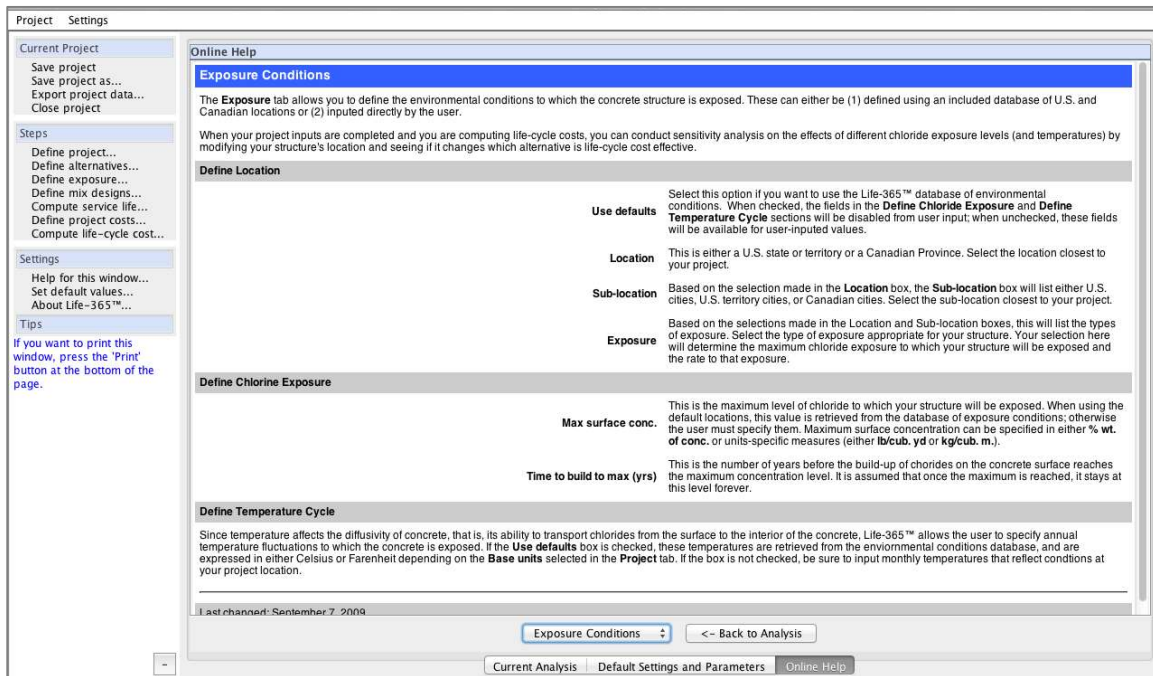 Project Settings
Current Project
Save project
Save project as...
Export project data...
Close project
Steps
Define project...
Define alternatives...
Define exposure...
Define mix designs...
Compute service life...
Define project costs...
Compute life-cycle cost...
Settings
Help for this window...
Set default values...
About Life-365™...
Tips
If you want to print this
window, press the 'Print'
button at the bottom of the
page.
–
Online Help
Exposure Conditions
The Exposure tab allows you to define the environmental conditions to which the concrete structure is exposed. These can either be (1) defined using an included database of U.S. and
Canadian locations or (2) inputed directly by the user.
When your project inputs are completed and you are computing life-cycle costs, you can conduct sensitivity analysis on the effects of different chloride exposure levels (and temperatures) by
modifying your structure's location and seeing if it changes which alternative is life-cycle cost effective.
Define Location
Use defaults
Select this option if you want to use the Life-365™ database of environmental
conditions. When checked, the fields in the Define Chloride Exposure and Define
Temperature Cycle sections will be disabled from user input; when unchecked, these fields
will be available for user-inputed values.
Location
This is either a U.S. state or territory or a Canadian Province. Select the location closest to
your project.
Sub-location
Based on the selection made in the Location box, the Sub-location box will list either U.S.
cities, U.S. territory cities, or Canadian cities. Select the sub-location closest to your project.
Exposure
Based on the selections made in the Location and Sub-location boxes, this will list the types
of exposure. Select the type of exposure appropriate for your structure. Your selection here
will determine the maximum chloride exposure to which your structure will be exposed and
the rate to that exposure.
Define Chlorine Exposure
Max surface conc.
This is the maximum level of chloride to which your structure will be exposed. When using the
default locations, this value is retrieved from the database of exposure conditions; otherwise
the user must specify them. Maximum surface concentration can be specified in either % wt.
of conc. or units-specific measures (either lb/cub. yd or kg/cub. m.).
Time to build to max (yrs)
This is the number of years before the build-up of chorides on the concrete surface reaches
the maximum concentration level. It is assumed that once the maximum is reached, it stays at
this level forever.
Define Temperature Cycle
Since temperature affects the diffusivity of concrete, that is, its ability to transport chlorides from the surface to the interior of the concrete, Life-365™ allows the user to specify annual
temperature fluctuations to which the concrete is exposed. If the Use defaults box is checked, these temperatures are retrieved from the enviornmental conditions database, and are
expressed in either Celsius or Farenheit depending on the Base units selected in the Project tab. If the box is not checked, be sure to input monthly temperatures that reflect condtions at
your project location.
Last changed: September 7, 2009
Exposure Conditions
<- Back to Analysis
Current Analysis Default Settings and Parameters Online Help